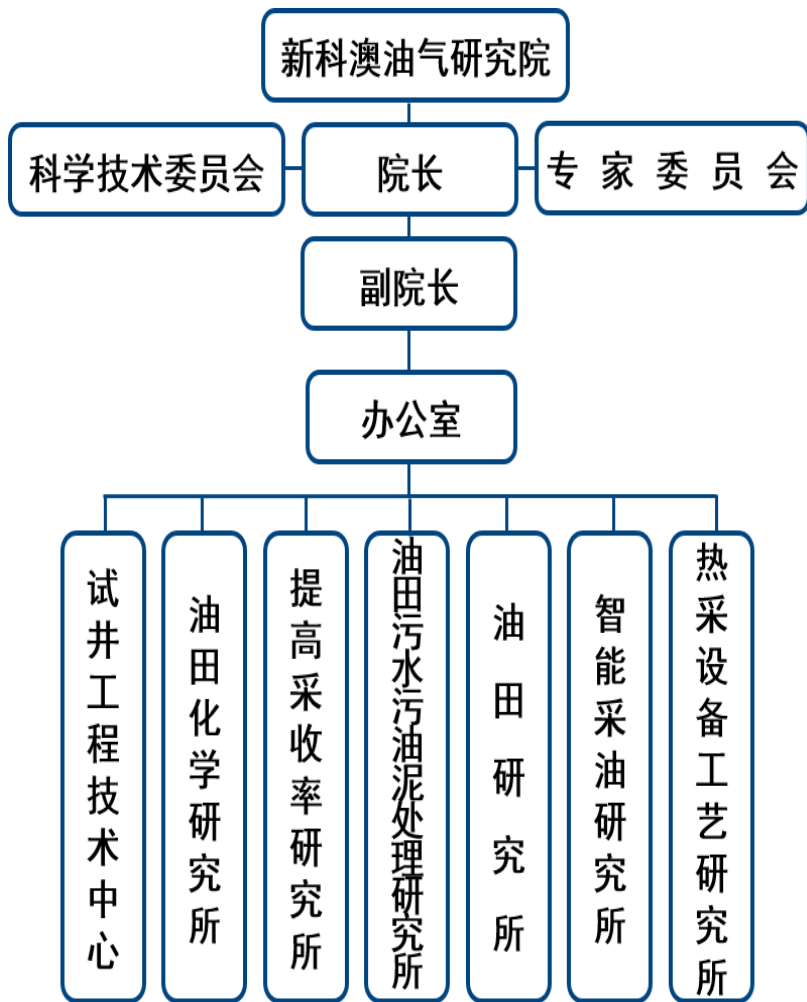 新科澳油气研究院
科学技术委员会
院长
专家委员会
副院长
办公室
试井工程技术中心
油田化学研究所
提高采收率研究所
油田污水污油泥处理研究所
油田研究所
智能采油研究所
热采设备工艺研究所